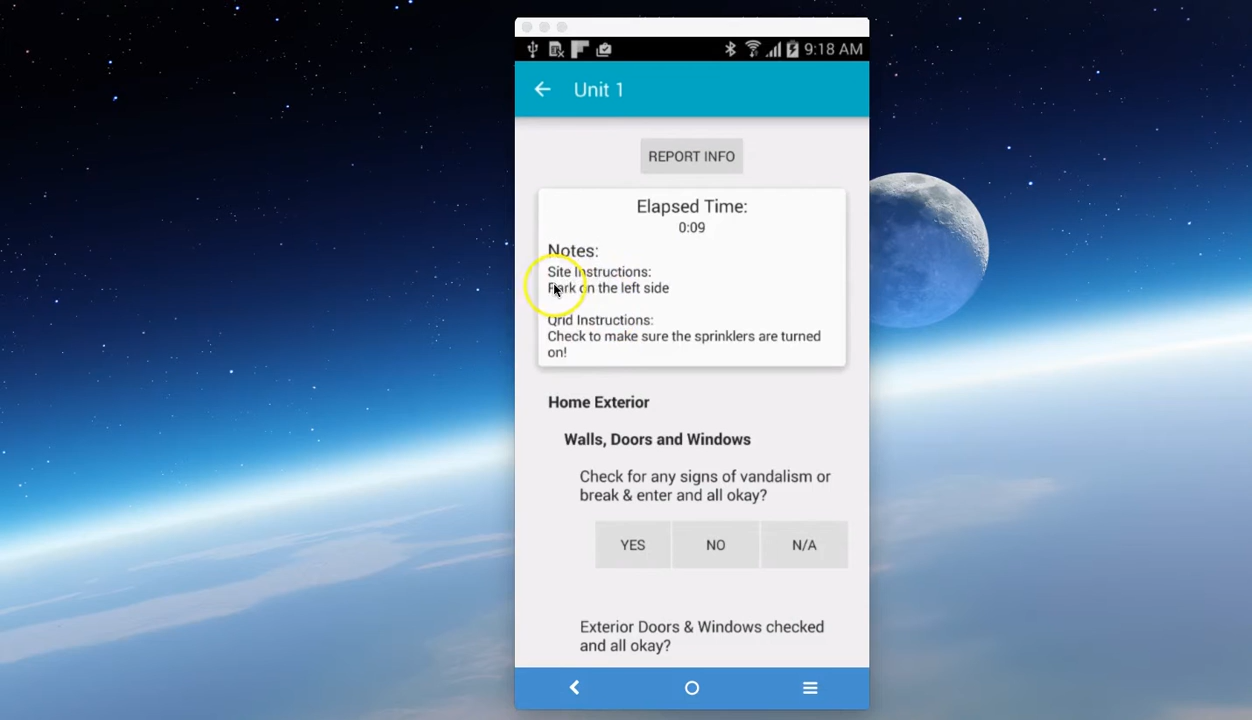 9:18 AM
Unit 1
REPORT INFO
Elapsed Time:
0:09
Notes:
Site Instructions:
Park on the left side
Qrid Instructions:
Check to make sure the sprinklers are turned
on!
Home Exterior
Walls, Doors and Windows
Check for any signs of vandalism or
break & enter and all okay?
YES NO N/A
Exterior Doors & Windows checked
and all okay?